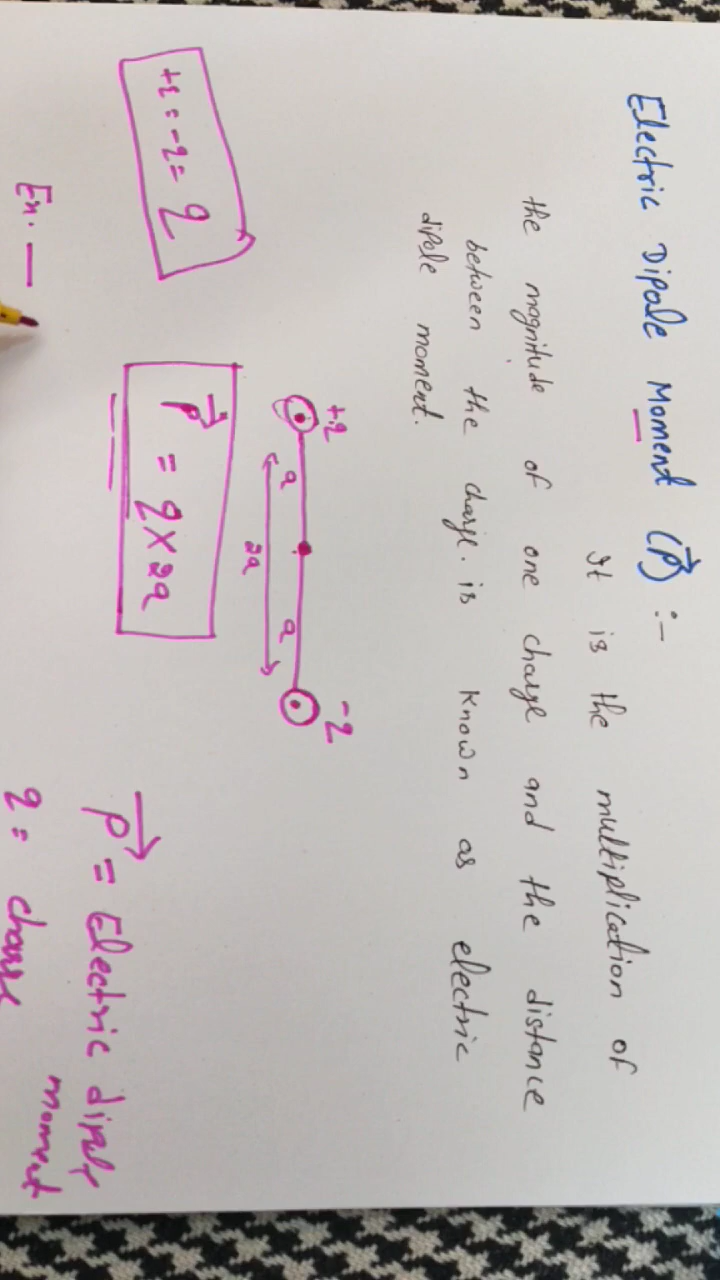 Electric Dipole Moment (P⃗) :-
It is the multiplication of
the magnitude of one charge and the distance
between the charge. is known as electric
dipole moment.
+q -q
a a
2a
+q = -q = q
P⃗ = q × 2a
P⃗ = Electric dipole
moment
q = charge
Ex. —